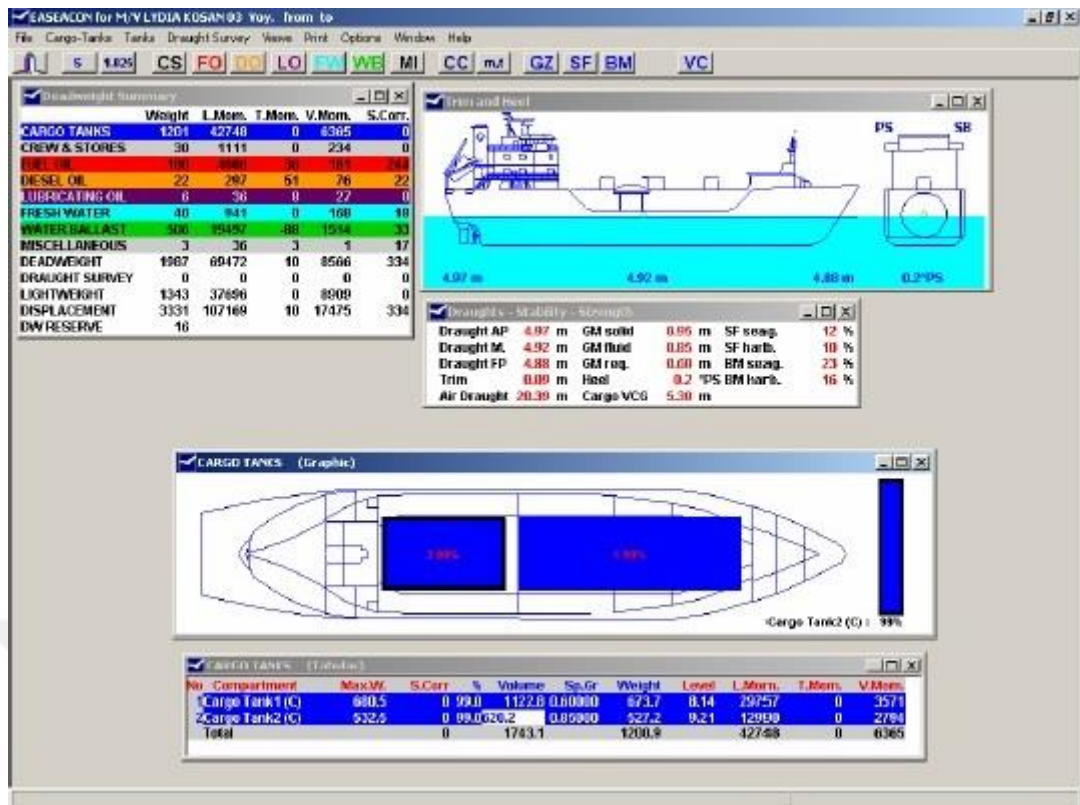 EASEACON for M/V LYDIA KOSAN 03 Voy. from to
File Cargo-Tanks Tanks Draught Survey Views Print Options Window Help
S 1.025 CS FO DO LO FW WB MI CC m,t GZ SF BM VC
Deadweight Summary
Weight L.Mom. T.Mom. V.Mom. S.Corr.
CARGO TANKS 1201 42748 0 6365 0
CREW & STORES 30 1111 0 234 0
FUEL OIL
DIESEL OIL 22 297 51 76 22
LUBRICATING OIL 6 36 8 27 0
FRESH WATER 40 941 0 168 18
WATER BALLAST 506 -88 1514 33
MISCELLANEOUS 3 36 3 1 17
DEADWEIGHT 1987 69472 10 8566 334
DRAUGHT SURVEY 0 0 0 0 0
LIGHTWEIGHT 1343 37696 0 8909 0
DISPLACEMENT 3331 107169 10 17475 334
DW RESERVE 16
Trim and Heel
PS SB
4.97 m 4.92 m 4.88 m 0.2°PS
Draughts - Stability - Strength
Draught AP 4.97 m GM solid 0.95 m SF seag. 12 %
Draught M. 4.92 m GM fluid 0.85 m SF harb. 10 %
Draught FP 4.88 m GM req. 0.60 m BM seag. 23 %
Trim 0.09 m Heel 0.2 °PS BM harb. 16 %
Air Draught 20.39 m Cargo VCG 5.30 m
CARGO TANKS (Graphic)
Cargo Tank2 (C) : 99%
CARGO TANKS (Tabular)
No Compartment Max.W. S.Corr % Volume Sp.Gr Weight Level L.Mom. T.Mom. V.Mom.
1 Cargo Tank1 (C) 680.5 0 99.0 1122.8 0.60000 673.7 8.14 29757 0 3571
2 Cargo Tank2 (C) 532.5 0 99.0 620.2 0.85000 527.2 9.21 12990 0 2794
Total 0 1743.1 1200.9 42748 0 6365